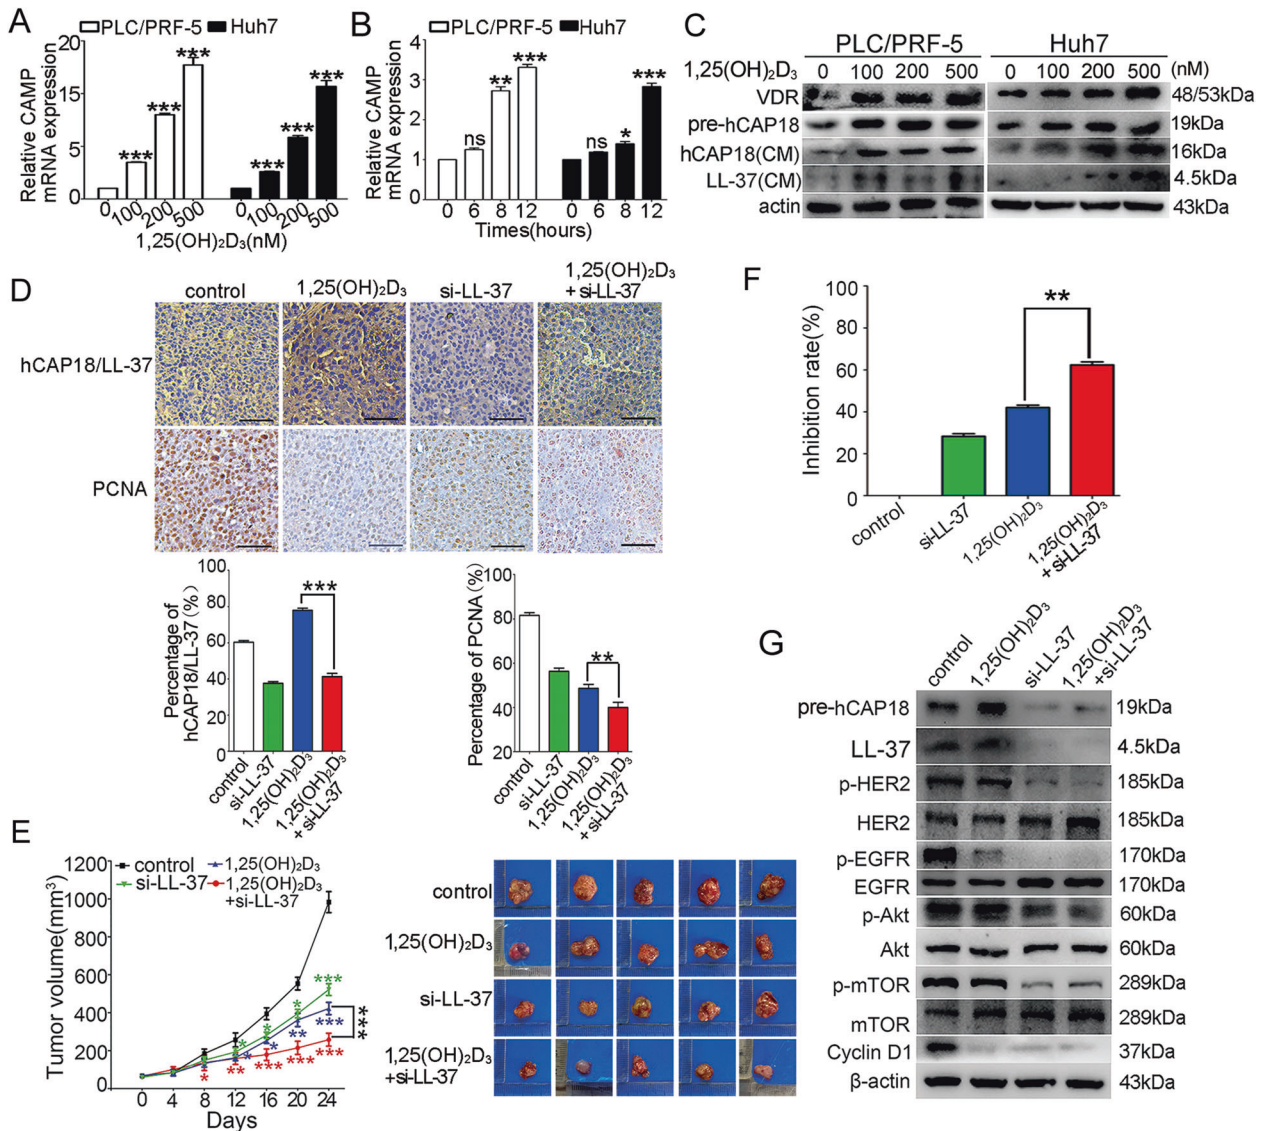 A
PLC/PRF-5 Huh7
Relative CAMP
mRNA expression
20
15
5
0
*** *** *** *** *** ***
0 100 200 500 0 100 200 500
1,25(OH)₂D₃(nM)
B
PLC/PRF-5 Huh7
Relative CAMP
mRNA expression
4
3
2
1
0
ns ** *** ns * ***
0 6 8 12 0 6 8 12
Times(hours)
C
PLC/PRF-5 Huh7
1,25(OH)₂D₃ 0 100 200 500 0 100 200 500 (nM)
VDR 48/53kDa
pre-hCAP18 19kDa
hCAP18(CM) 16kDa
LL-37(CM) 4.5kDa
actin 43kDa
D
control 1,25(OH)₂D₃ si-LL-37 1,25(OH)₂D₃
+ si-LL-37
hCAP18/LL-37
PCNA
Percentage of
hCAP18/LL-37(%)
100
80
60
40
20
0
***
control si-LL-37 1,25(OH)₂D₃ 1,25(OH)₂D₃
+ si-LL-37
Percentage of PCNA(%)
100
80
60
40
20
**
control si-LL-37 1,25(OH)₂D₃ 1,25(OH)₂D₃
+ si-LL-37
E
Tumor volume(mm³)
1200
1000
800
600
400
200
0
control 1,25(OH)₂D₃
si-LL-37 1,25(OH)₂D₃
+si-LL-37
* * * ***
* * ** ***
* ** *** *** ***
***
0 4 8 12 16 20 24
Days
control
1,25(OH)₂D₃
si-LL-37
1,25(OH)₂D₃
+si-LL-37
F
Inhibition rate(%)
100
80
60
40
20
0
**
control si-LL-37 1,25(OH)₂D₃ 1,25(OH)₂D₃
+ si-LL-37
G
control 1,25(OH)₂D₃ si-LL-37 1,25(OH)₂D₃
+si-LL-37
pre-hCAP18 19kDa
LL-37 4.5kDa
p-HER2 185kDa
HER2 185kDa
p-EGFR 170kDa
EGFR 170kDa
p-Akt 60kDa
Akt 60kDa
p-mTOR 289kDa
mTOR 289kDa
Cyclin D1 37kDa
β-actin 43kDa